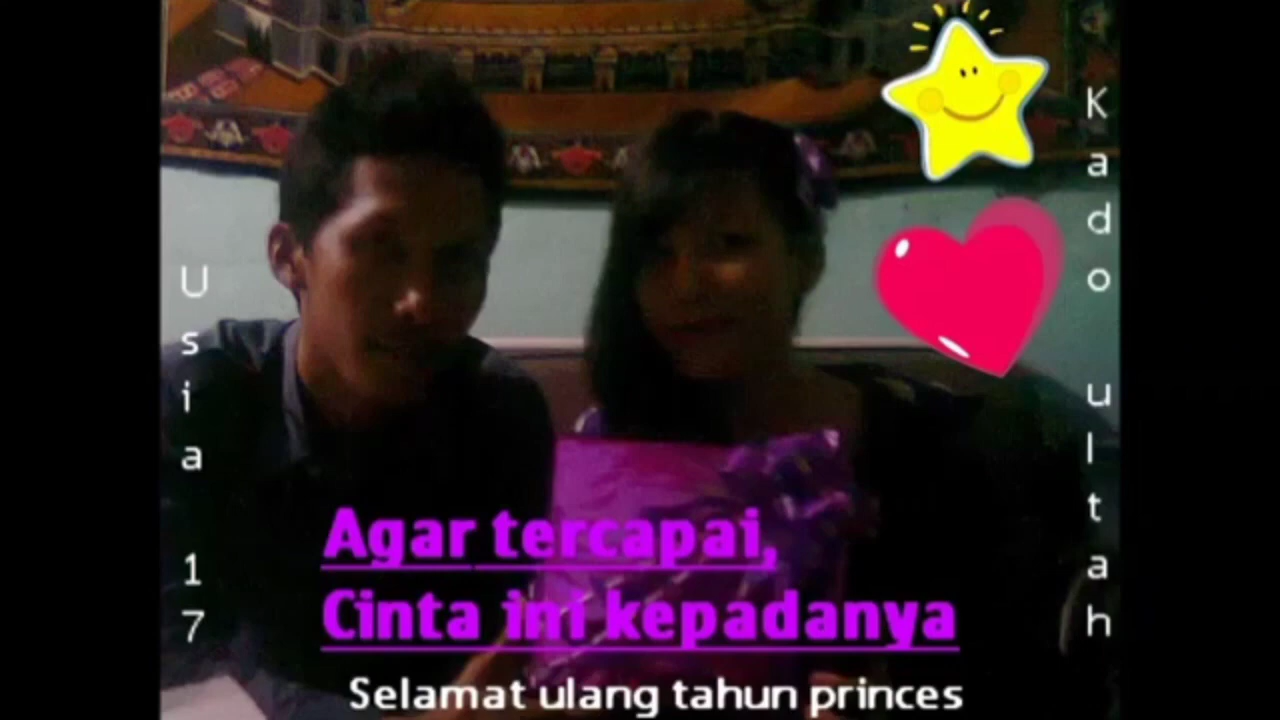 Usia 17
Kado ultah
Agar tercapai,
Cinta ini kepadanya
Selamat ulang tahun princes